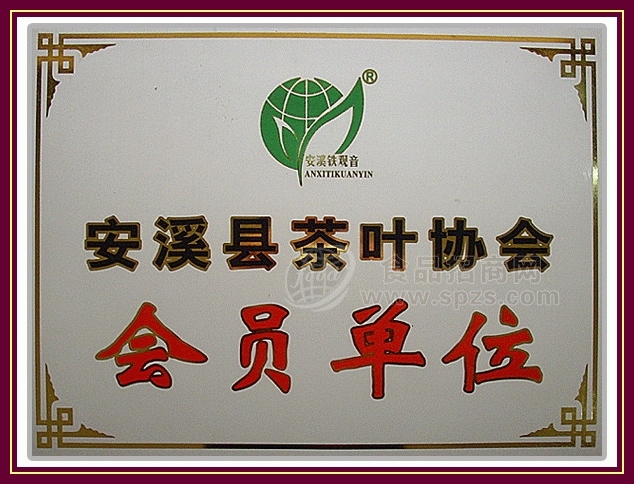 ®
安溪铁观音
ANXITIKUANYIN
安溪县茶叶协会
食品招商网
www.spzs.com
会员单位